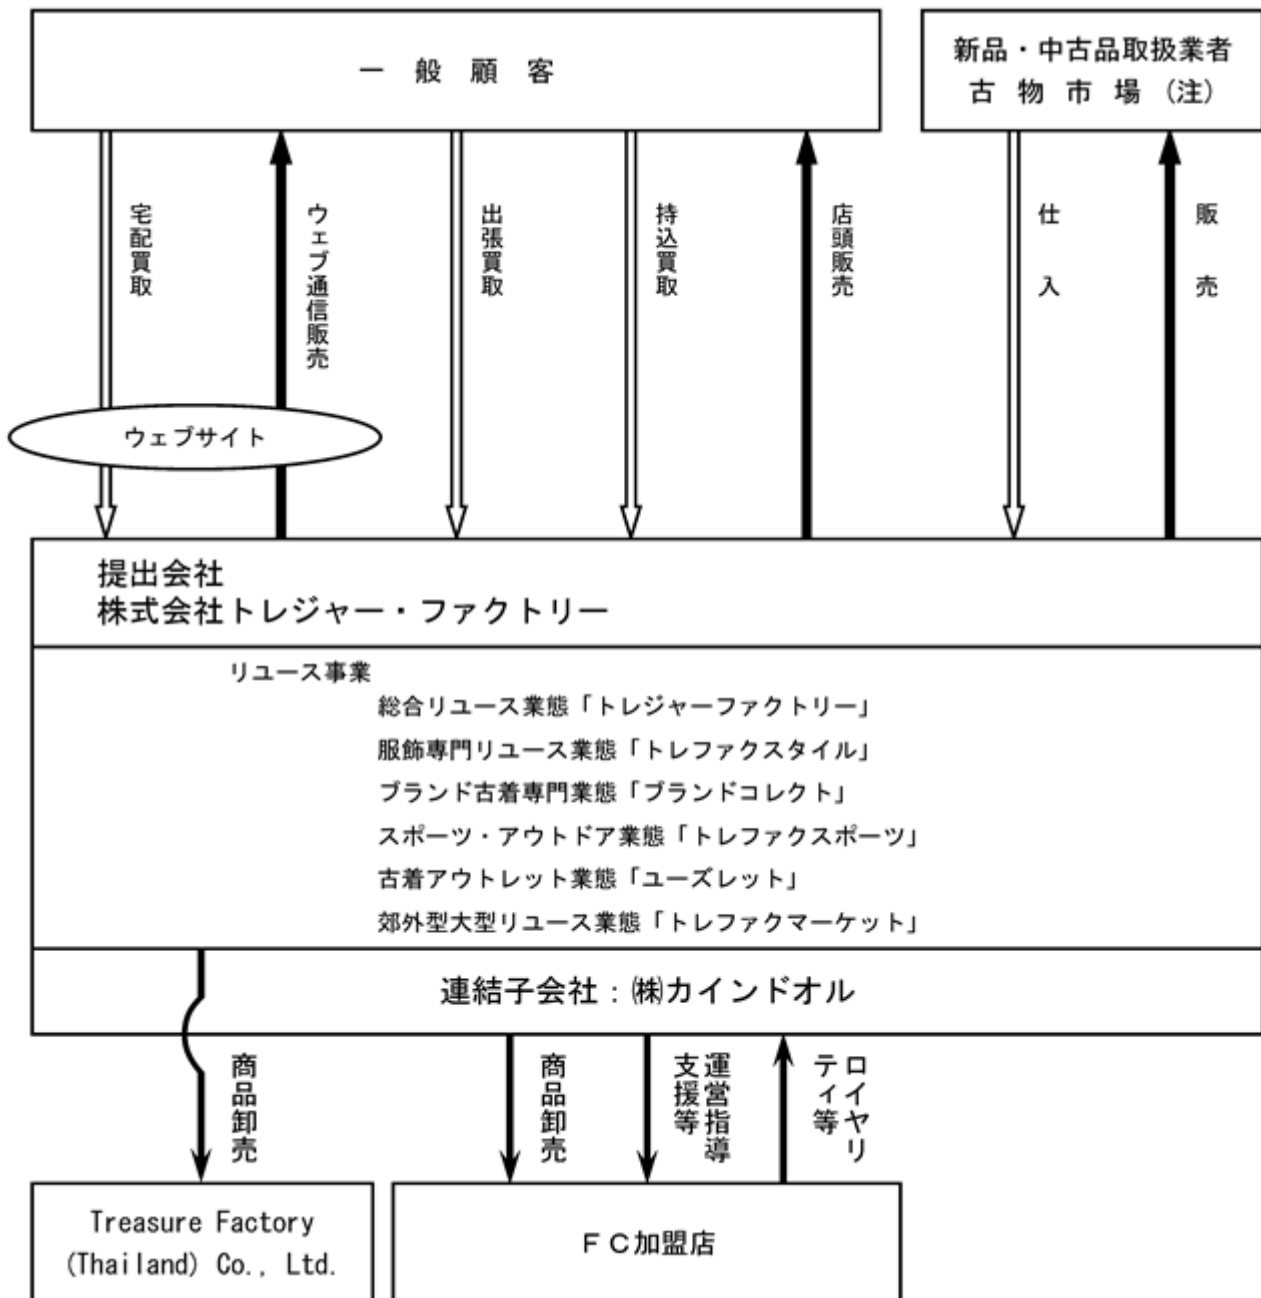 一般顧客
新品・中古品取扱業者
古物市場(注)
宅配買取
ウェブ通信販売
出張買取
持込買取
店頭販売
仕入
販売
ウェブサイト
提出会社
株式会社トレジャー・ファクトリー
リユース事業
総合リユース業態「トレジャーファクトリー」
服飾専門リユース業態「トレファクスタイル」
ブランド古着専門業態「ブランドコレクト」
スポーツ・アウトドア業態「トレファクスポーツ」
古着アウトレット業態「ユーズレット」
郊外型大型リユース業態「トレファクマーケット」
連結子会社：㈱カインドオル
商品卸売
商品卸売
運営指導
支援等
ロイヤリ
ティ等
Treasure Factory
(Thailand) Co., Ltd.
ＦＣ加盟店